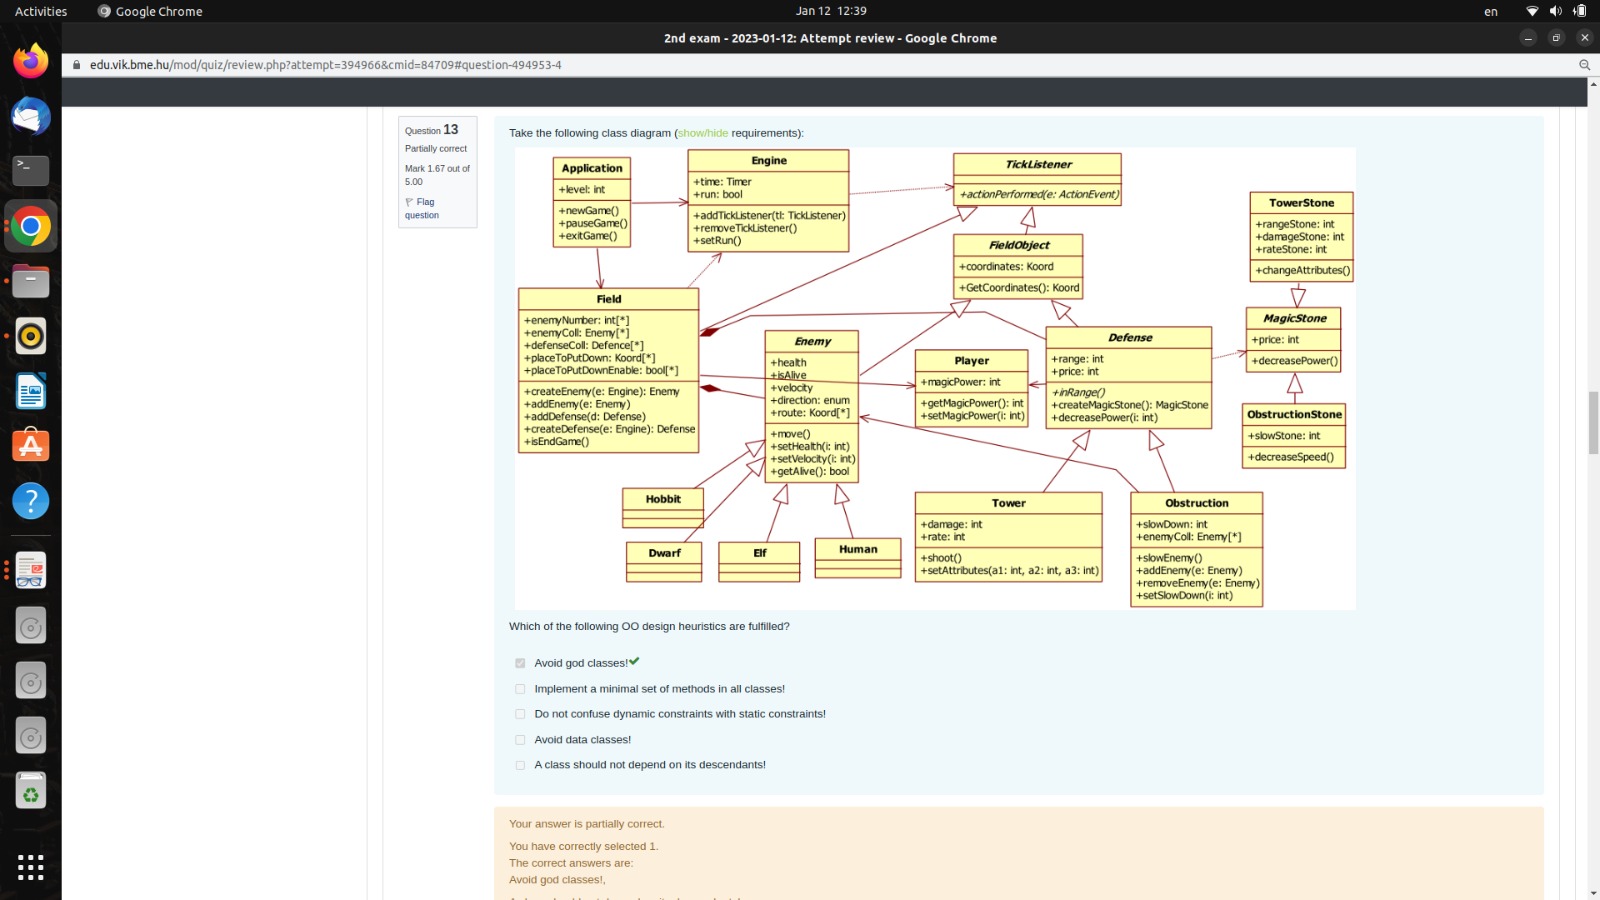 Activities
Google Chrome
Jan 12 12:39
en
2nd exam - 2023-01-12: Attempt review - Google Chrome
edu.vik.bme.hu/mod/quiz/review.php?attempt=394966&cmid=84709#question-494953-4
Question 13
Partially correct
Mark 1.67 out of
5.00
Flag
question
Take the following class diagram (show/hide requirements):
Application
+level: int
+newGame()
+pauseGame()
+exitGame()
Engine
+time: Timer
+run: bool
+addTickListener(tl: TickListener)
+removeTickListener()
+setRun()
TickListener
+actionPerformed(e: ActionEvent)
TowerStone
+rangeStone: int
+damageStone: int
+rateStone: int
+changeAttributes()
FieldObject
+coordinates: Koord
+GetCoordinates(): Koord
Field
+enemyNumber: int[*]
+enemyColl: Enemy[*]
+defenseColl: Defence[*]
+placeToPutDown: Koord[*]
+placeToPutDownEnable: bool[*]
+createEnemy(e: Engine): Enemy
+addEnemy(e: Enemy)
+addDefense(d: Defense)
+createDefense(e: Engine): Defense
+isEndGame()
Enemy
+health
+isAlive
+velocity
+direction: enum
+route: Koord[*]
+move()
+setHealth(i: int)
+setVelocity(i: int)
+getAlive(): bool
Player
+magicPower: int
+getMagicPower(): int
+setMagicPower(i: int)
Defense
+range: int
+price: int
+inRange()
+createMagicStone(): MagicStone
+decreasePower(i: int)
MagicStone
+price: int
+decreasePower()
ObstructionStone
+slowStone: int
+decreaseSpeed()
Hobbit
Dwarf
Elf
Human
Tower
+damage: int
+rate: int
+shoot()
+setAttributes(a1: int, a2: int, a3: int)
Obstruction
+slowDown: int
+enemyColl: Enemy[*]
+slowEnemy()
+addEnemy(e: Enemy)
+removeEnemy(e: Enemy)
+setSlowDown(i: int)
Which of the following OO design heuristics are fulfilled?
Avoid god classes!
Implement a minimal set of methods in all classes!
Do not confuse dynamic constraints with static constraints!
Avoid data classes!
A class should not depend on its descendants!
Your answer is partially correct.
You have correctly selected 1.
The correct answers are:
Avoid god classes!,